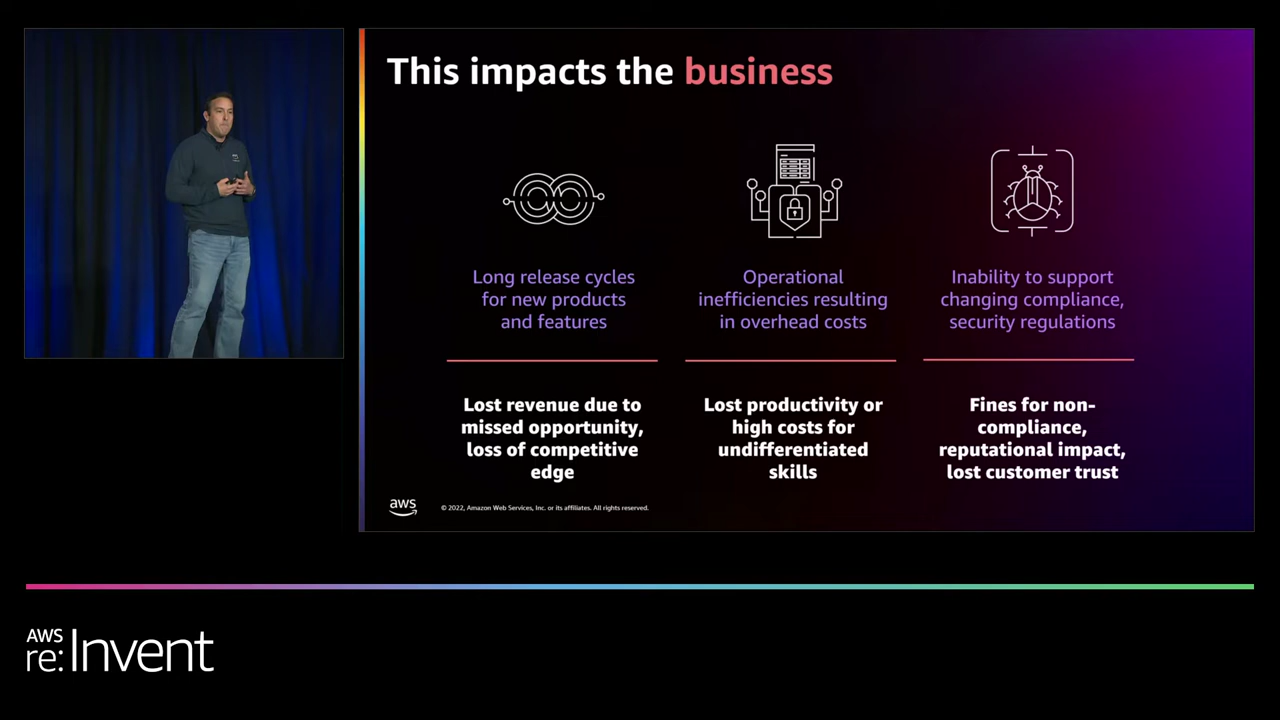 This impacts the business
Long release cycles
for new products
and features
Operational
inefficiencies resulting
in overhead costs
Inability to support
changing compliance,
security regulations
Lost revenue due to
missed opportunity,
loss of competitive
edge
Lost productivity or
high costs for
undifferentiated
skills
Fines for non-
compliance,
reputational impact,
lost customer trust
aws
© 2022, Amazon Web Services, Inc. or its affiliates. All rights reserved.
AWS
re:Invent